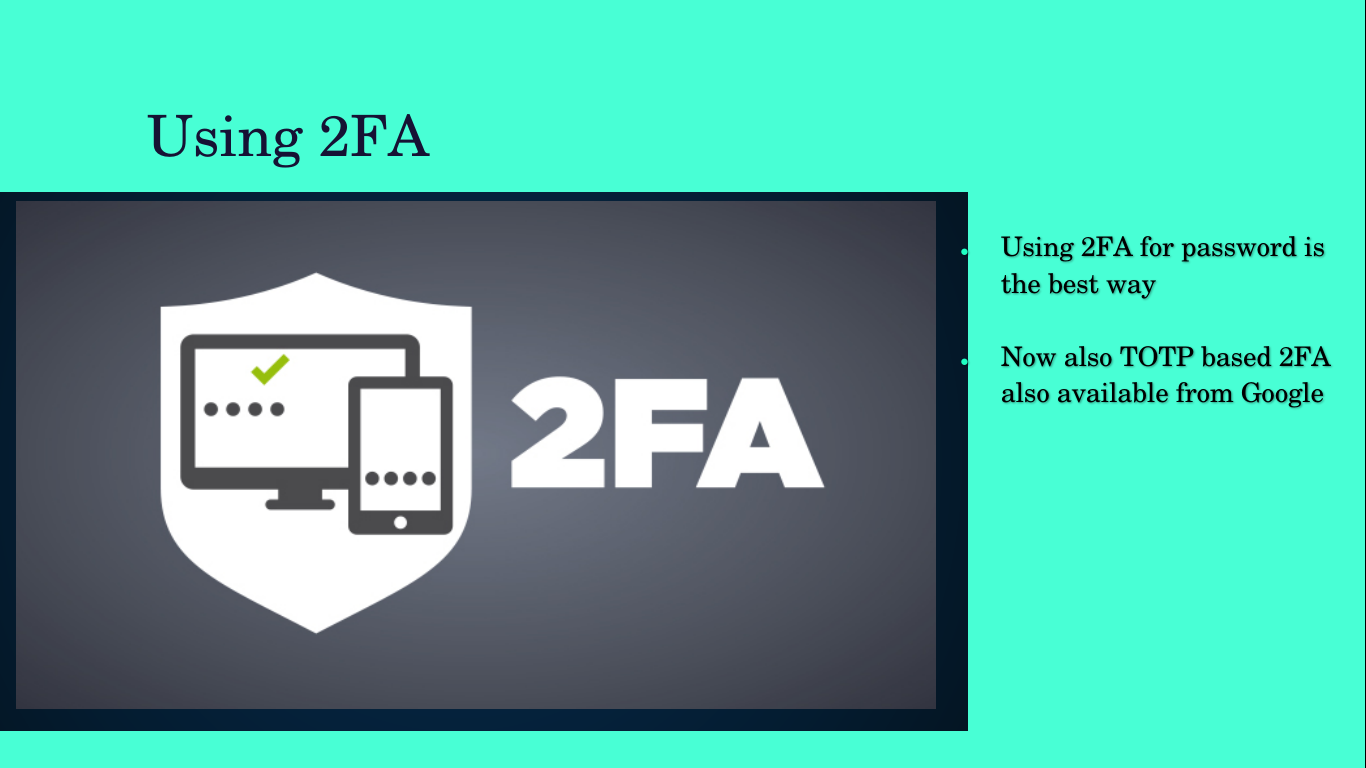 Using 2FA
2FA
• Using 2FA for password is
the best way
• Now also TOTP based 2FA
also available from Google